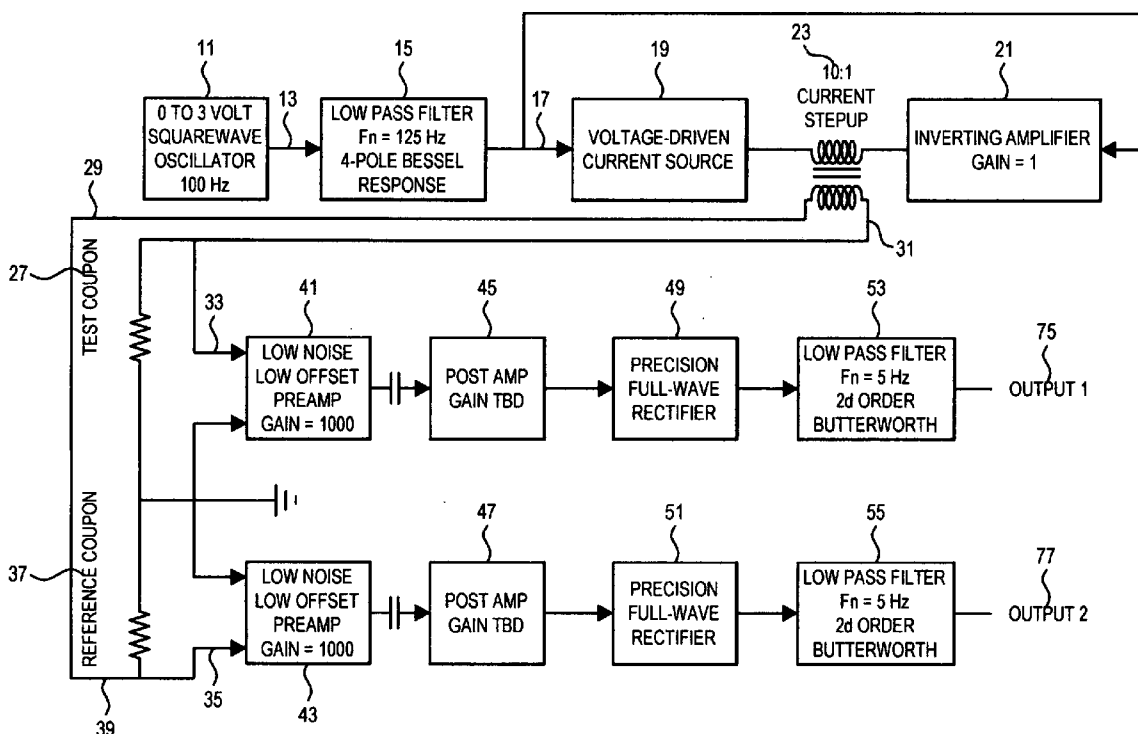 11
15
19
23
21
0 TO 3 VOLT
SQUAREWAVE
OSCILLATOR
100 Hz
13
LOW PASS FILTER
Fn = 125 Hz
4-POLE BESSEL
RESPONSE
17
VOLTAGE-DRIVEN
CURRENT SOURCE
10:1
CURRENT
STEPUP
INVERTING AMPLIFIER
GAIN = 1
29
31
27
TEST COUPON
33
41
LOW NOISE
LOW OFFSET
PREAMP
GAIN = 1000
45
POST AMP
GAIN TBD
49
PRECISION
FULL-WAVE
RECTIFIER
53
LOW PASS FILTER
Fn = 5 Hz
2d ORDER
BUTTERWORTH
75
OUTPUT 1
37
REFERENCE COUPON
39
35
LOW NOISE
LOW OFFSET
PREAMP
GAIN = 1000
43
47
POST AMP
GAIN TBD
51
PRECISION
FULL-WAVE
RECTIFIER
55
LOW PASS FILTER
Fn = 5 Hz
2d ORDER
BUTTERWORTH
77
OUTPUT 2